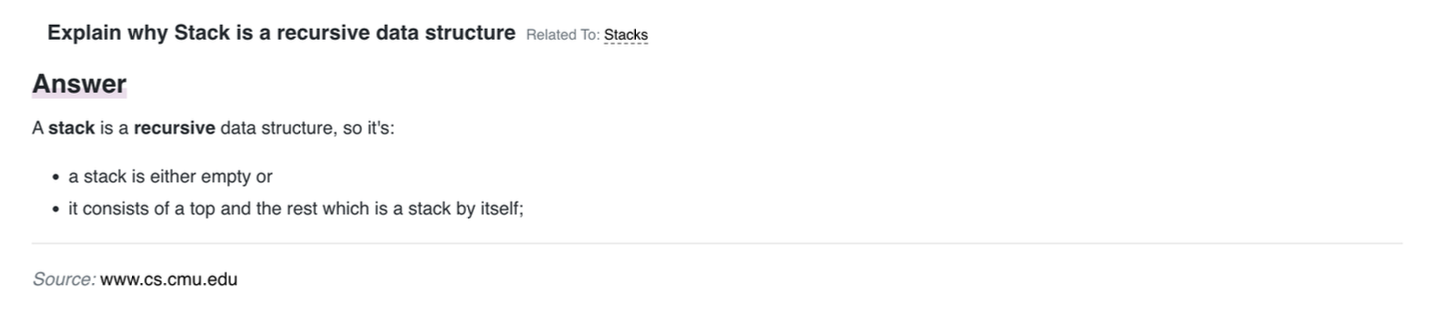 Explain why Stack is a recursive data structure Related To: Stacks
Answer
A stack is a recursive data structure, so it's:
• a stack is either empty or
• it consists of a top and the rest which is a stack by itself;
Source: www.cs.cmu.edu